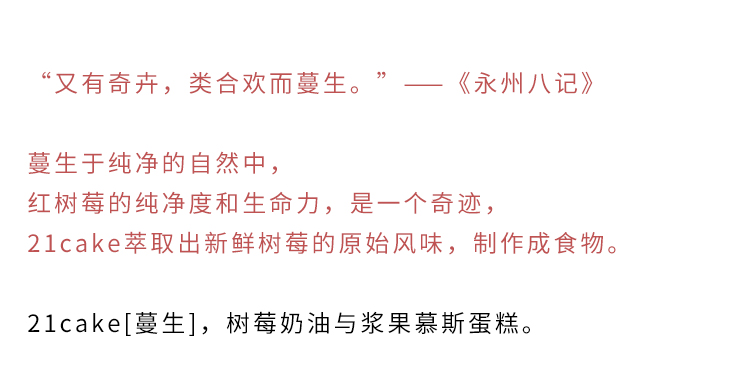 “又有奇卉，类合欢而蔓生。”——《永州八记》
蔓生于纯净的自然中，
红树莓的纯净度和生命力，是一个奇迹，
21cake萃取出新鲜树莓的原始风味，制作成食物。
21cake[蔓生]，树莓奶油与浆果慕斯蛋糕。